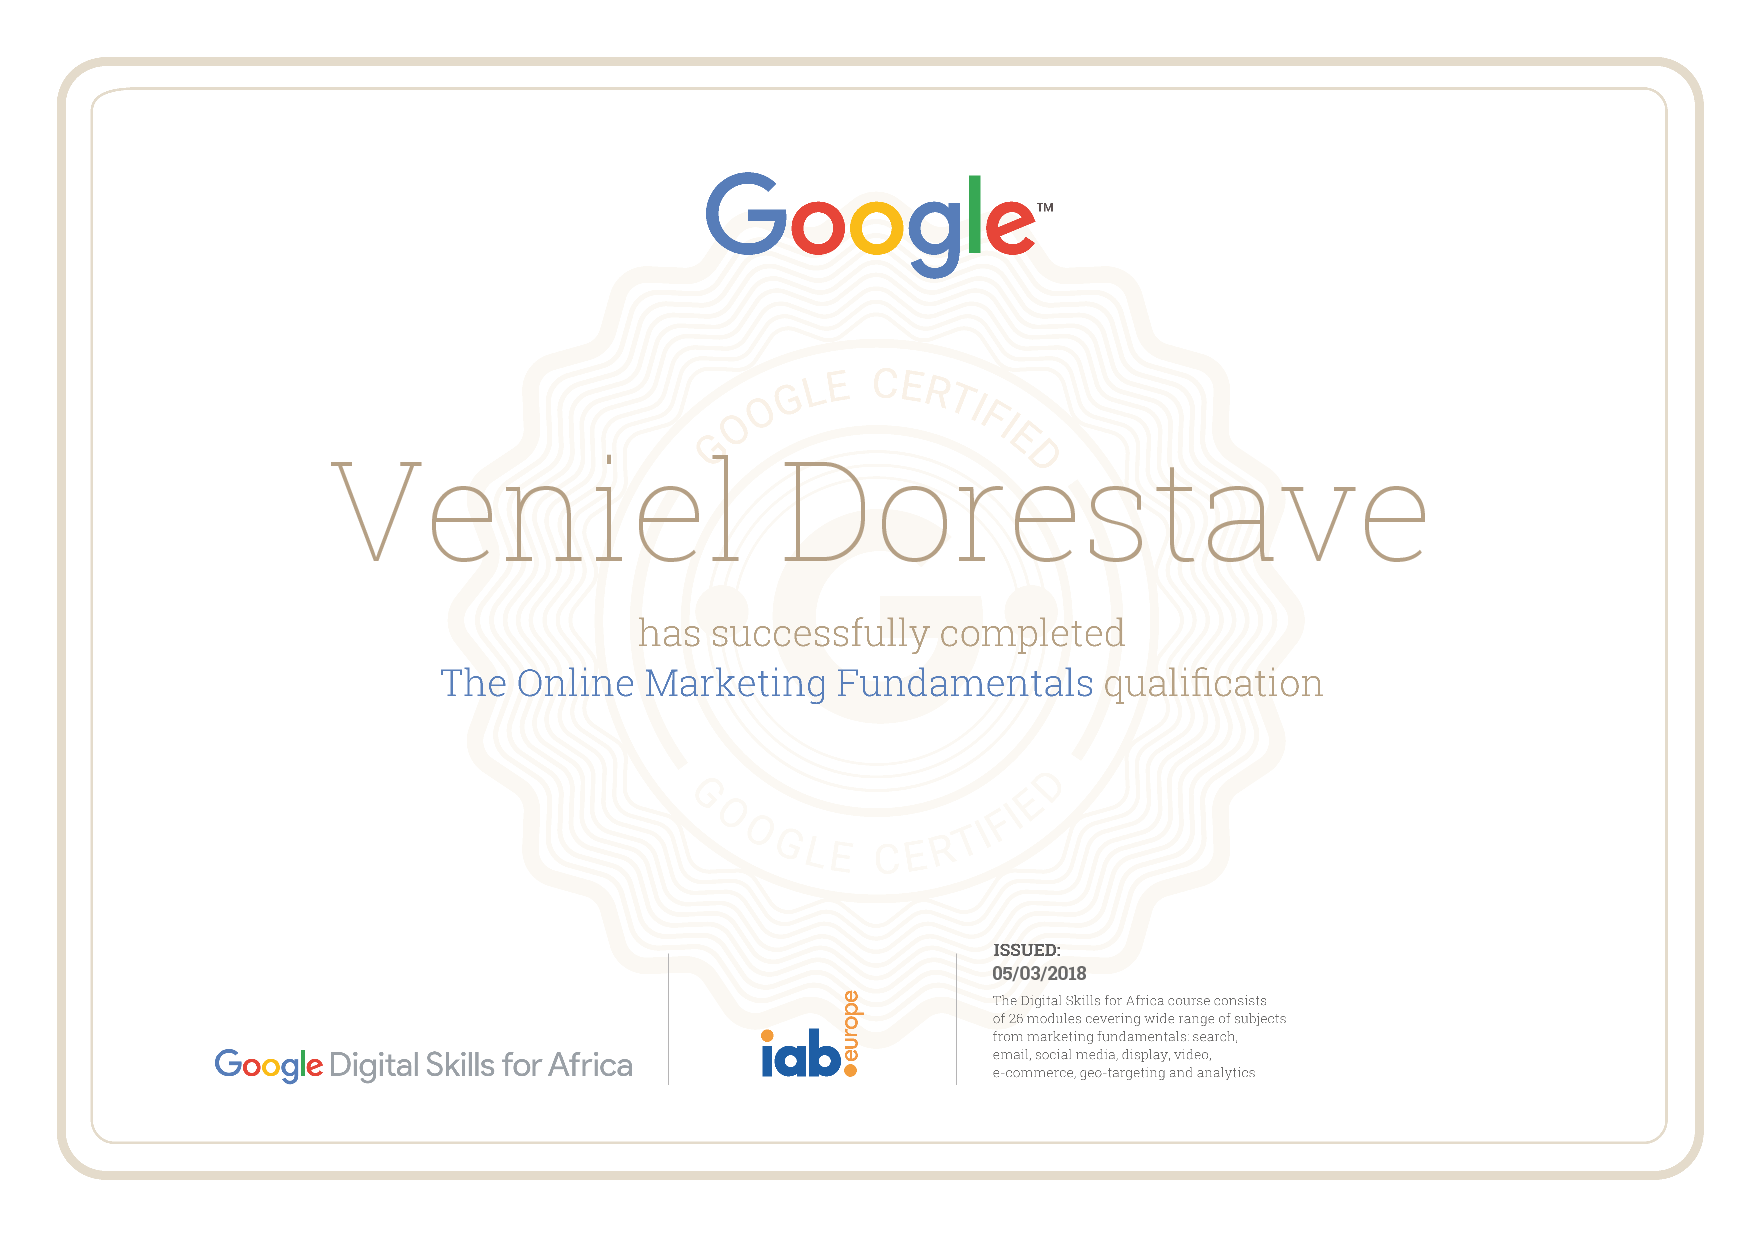 Google™
GOOGLE CERTIFIED
Veniel Dorestave
has successfully completed
The Online Marketing Fundamentals qualification
GOOGLE CERTIFIED
Google Digital Skills for Africa
iab europe
ISSUED:
05/03/2018
The Digital Skills for Africa course consists
of 26 modules cevering wide range of subjects
from marketing fundamentals: search,
email, social media, display, video,
e-commerce, geo-targeting and analytics